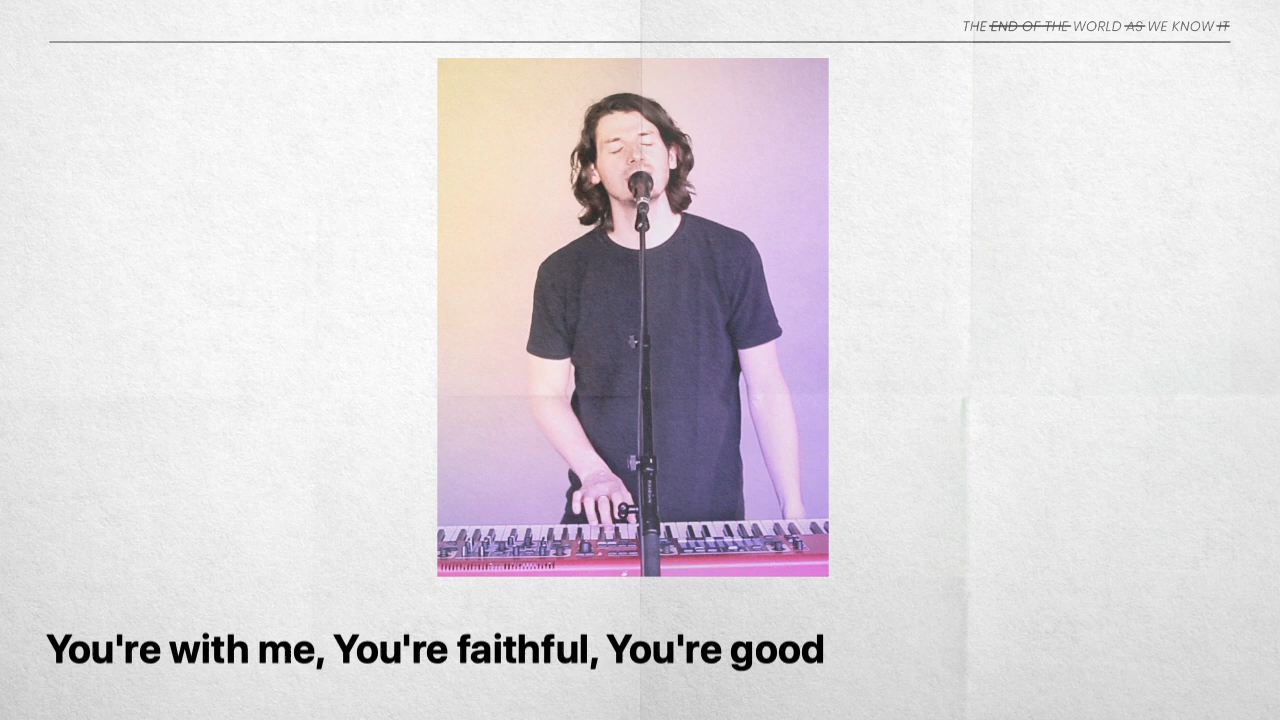 THE END OF THE WORLD AS WE KNOW IT
You're with me, You're faithful, You're good